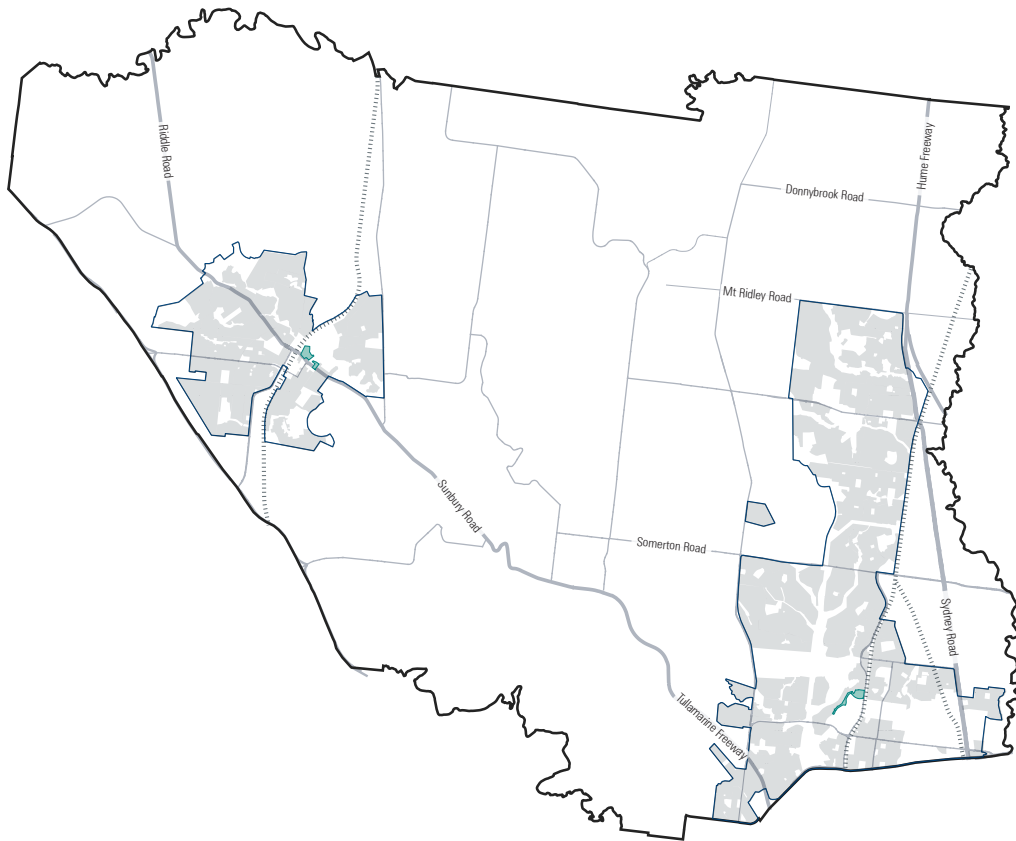 Riddle Road
Hume Freeway
Donnybrook Road
Mt Ridley Road
Sunbury Road
Somerton Road
Sydney Road
Tullamarine Freeway